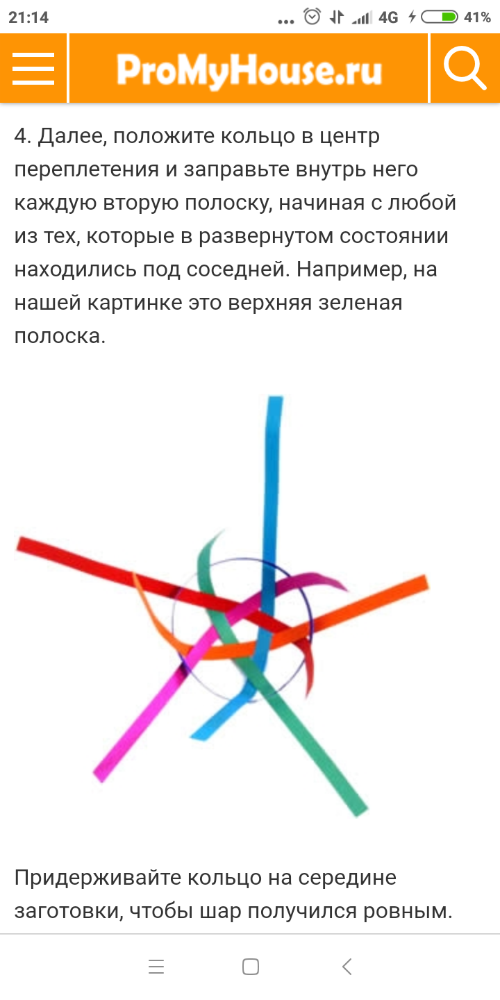 21:14 ... 4G 41%
ProMyHouse.ru
4. Далее, положите кольцо в центр
переплетения и заправьте внутрь него
каждую вторую полоску, начиная с любой
из тех, которые в развернутом состоянии
находились под соседней. Например, на
нашей картинке это верхняя зеленая
полоска.
Придерживайте кольцо на середине
заготовки, чтобы шар получился ровным.